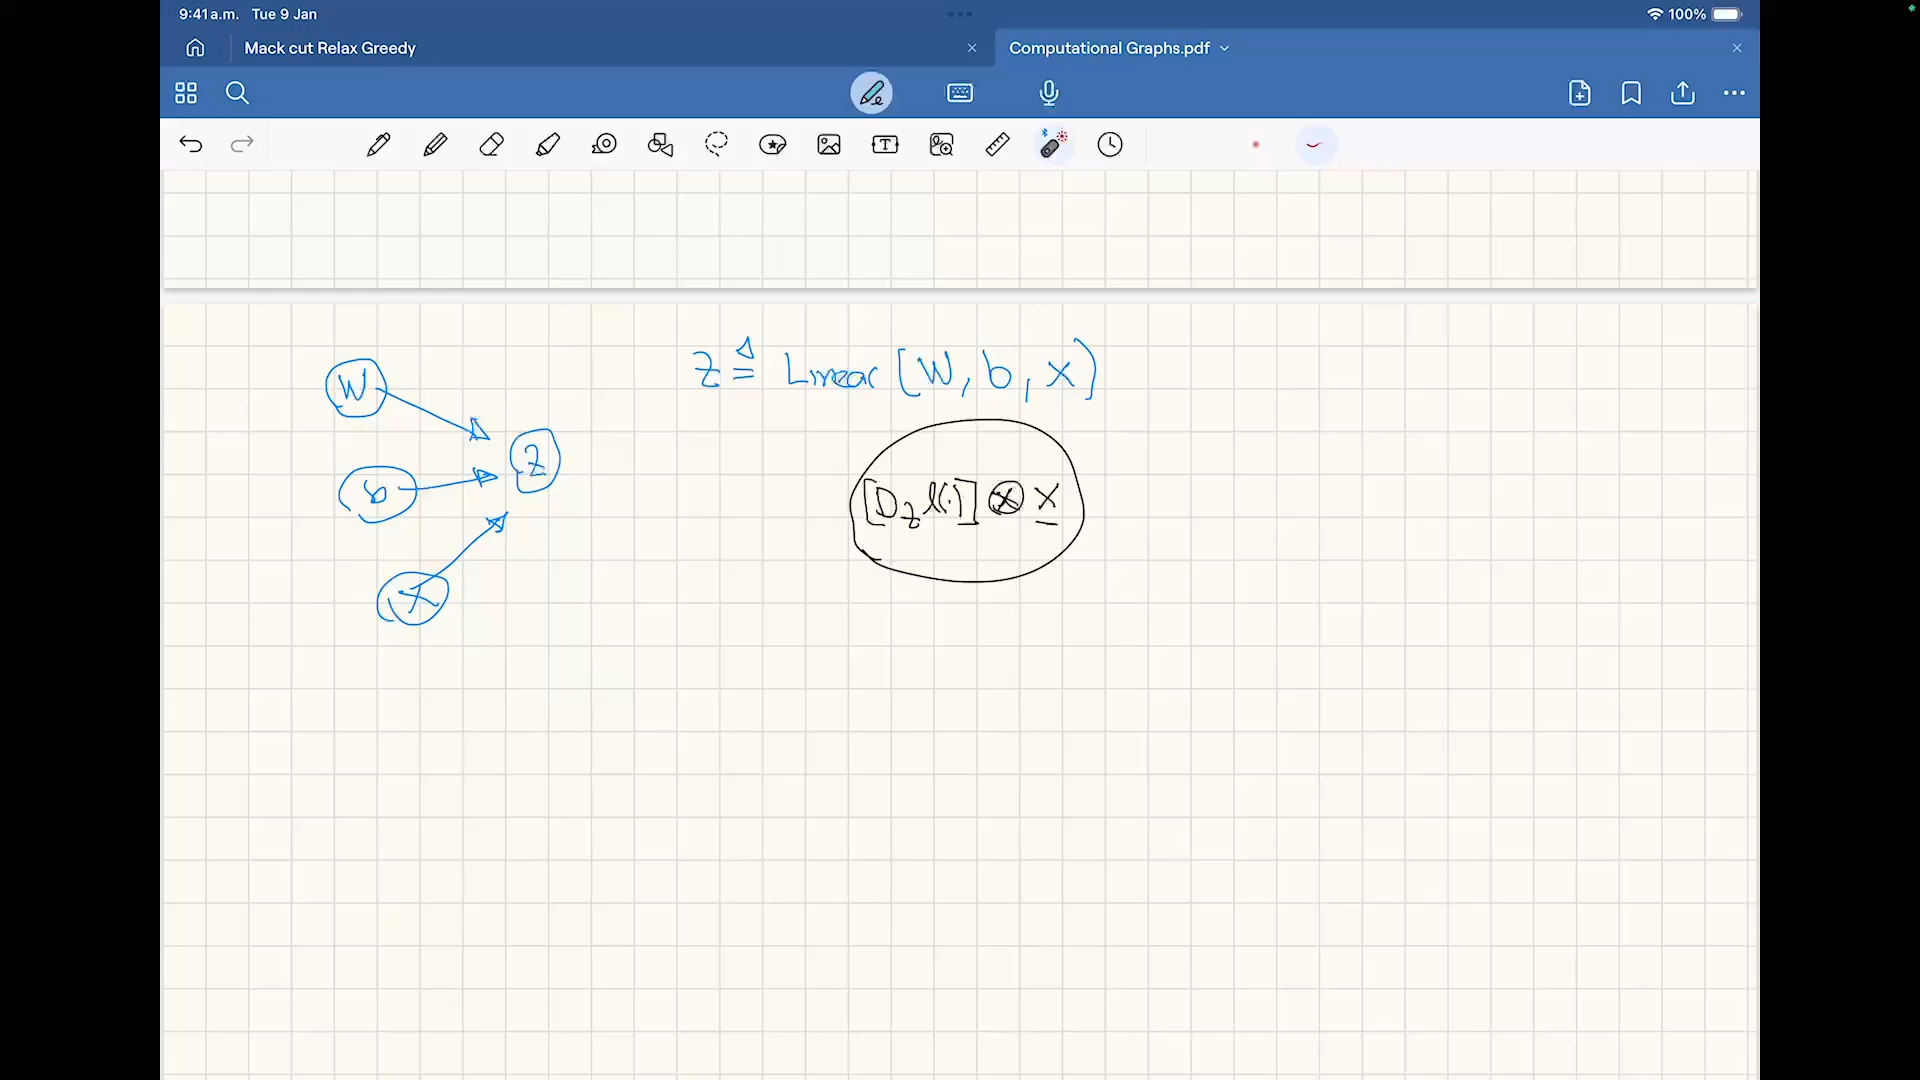 9:41 a.m. Tue 9 Jan 100%
Mack cut Relax Greedy Computational Graphs.pdf
W
b
x
z
z ≜ Linear (W, b, x)
[D_z l(·)] ⊗ x